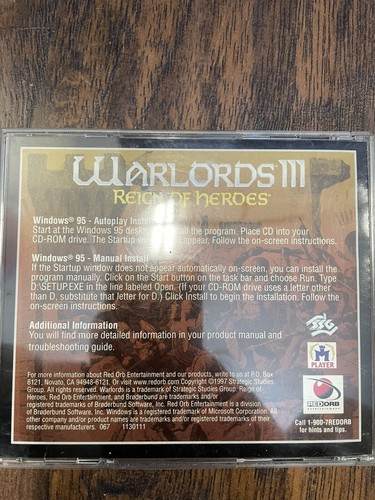 WARLORDS III
REIGN OF HEROES
Windows® 95 - Autoplay
Start at the Windows 95 the program. Place CD into your
CD-ROM drive. The Startup appear. Follow the on-screen instructions.
Windows® 95 - Manual Install
If the Startup window does not appear automatically on-screen, you can install the
program manually. Click on the Start button on the task bar and choose Run. Type
D:\SETUP.EXE in the line labeled Open. (If your CD-ROM drive uses a letter other
than D, substitute that letter for D.) Click Install to begin the installation. Follow the
on-screen instructions.
Additional Information
You will find more detailed information in your product manual and
troubleshooting guide.
SSG
M
PLAYER
For more information about Red Orb Entertainment and our products, write to us at P.O. Box
6121, Novato, CA 94948-6121. Or visit www.redorb.com Copyright ©1997 Strategic Studies
Group. All rights reserved. Warlords is a trademark of Strategic Studies Group. Reign of
Heroes, Red Orb Entertainment, and Brøderbund Software are trademarks and/or
registered trademarks of Brøderbund Software, Inc. Red Orb Entertainment is a division
of Brøderbund Software, Inc. Windows is a registered trademark of Microsoft Corporation. All
other company and/or product names are trademarks and/or registered trademarks of their
respective manufacturers. 067 1130111
REDORB
entertainment
Call 1-900-7REDORB
for hints and tips.